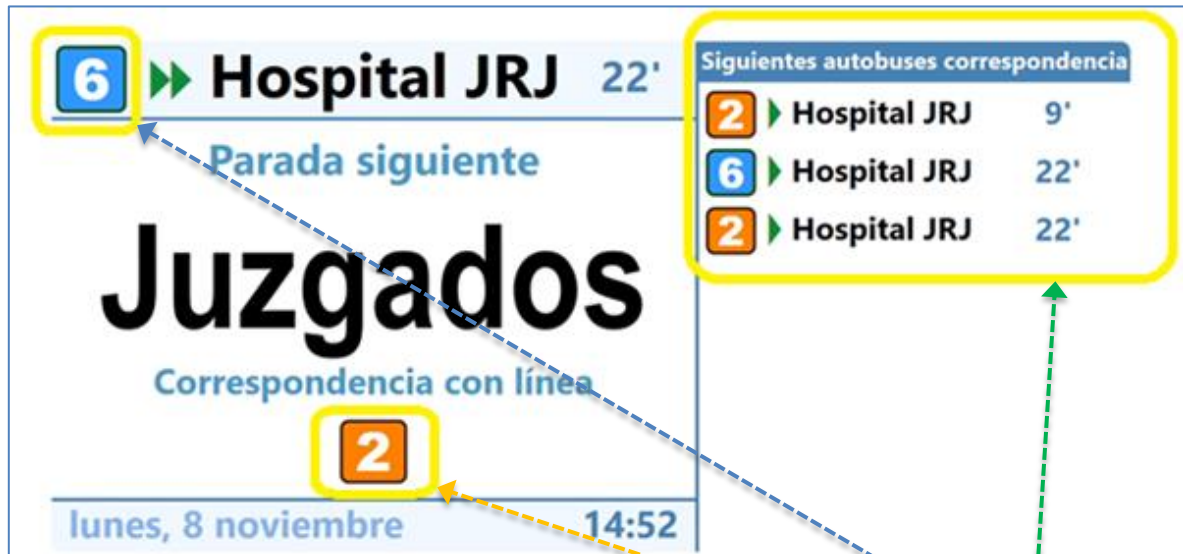 6 Hospital JRJ 22'
Parada siguiente
Juzgados
Correspondencia con línea
2
lunes, 8 noviembre 14:52
Siguientes autobuses correspondencia
2 Hospital JRJ 9'
6 Hospital JRJ 22'
2 Hospital JRJ 22'